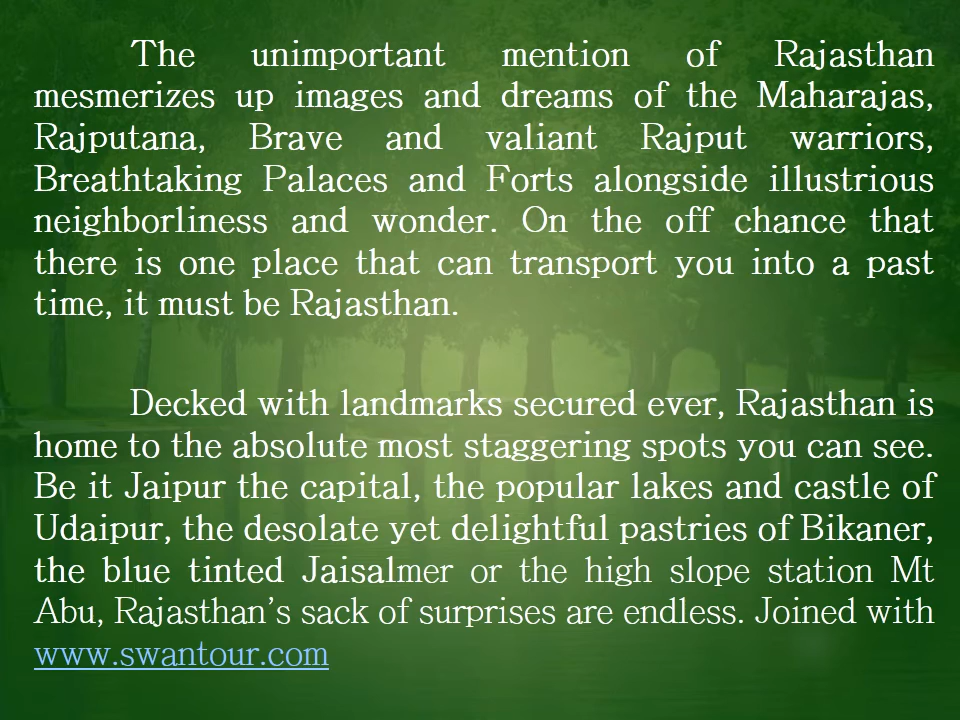 The unimportant mention of Rajasthan
mesmerizes up images and dreams of the Maharajas,
Rajputana, Brave and valiant Rajput warriors,
Breathtaking Palaces and Forts alongside illustrious
neighborliness and wonder. On the off chance that
there is one place that can transport you into a past
time, it must be Rajasthan.
Decked with landmarks secured ever, Rajasthan is
home to the absolute most staggering spots you can see.
Be it Jaipur the capital, the popular lakes and castle of
Udaipur, the desolate yet delightful pastries of Bikaner,
the blue tinted Jaisalmer or the high slope station Mt
Abu, Rajasthan's sack of surprises are endless. Joined with
www.swantour.com